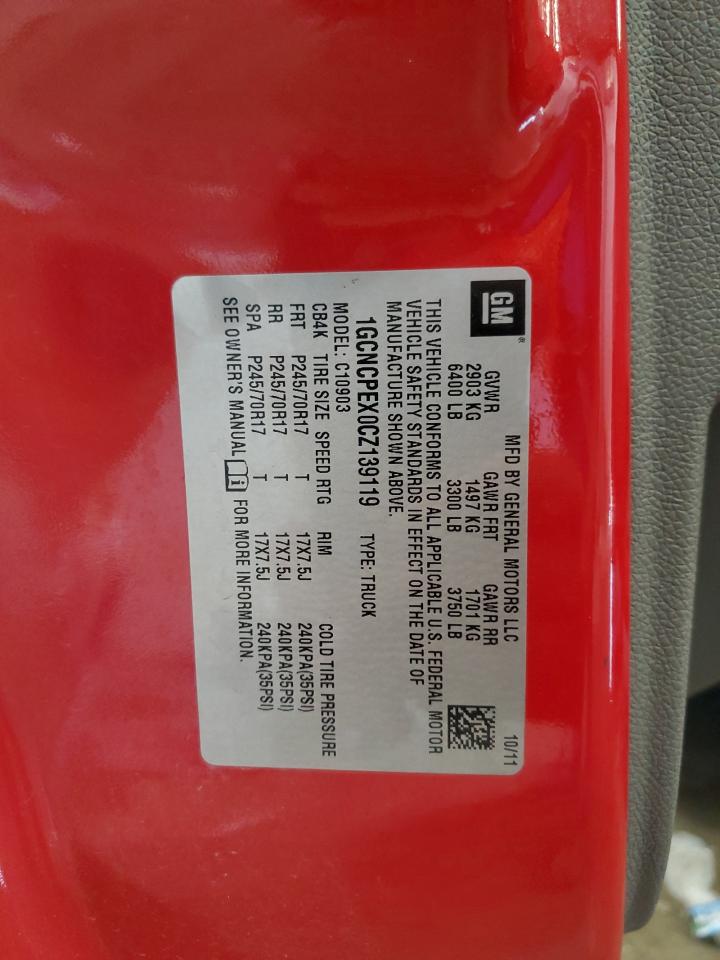 GM®
MFD BY GENERAL MOTORS LLC 10/11
GVWR GAWR FRT GAWR RR
2903 KG 1497 KG 1701 KG
6400 LB 3300 LB 3750 LB
THIS VEHICLE CONFORMS TO ALL APPLICABLE U.S. FEDERAL MOTOR
VEHICLE SAFETY STANDARDS IN EFFECT ON THE DATE OF
MANUFACTURE SHOWN ABOVE.
1GCNCPEX0CZ139119 TYPE: TRUCK
MODEL: C10903
CB4K TIRE SIZE SPEED RTG RIM COLD TIRE PRESSURE
FRT P245/70R17 T 17X7.5J 240KPA(35PSI)
RR P245/70R17 T 17X7.5J 240KPA(35PSI)
SPA P245/70R17 T 17X7.5J 240KPA(35PSI)
SEE OWNER'S MANUAL FOR MORE INFORMATION.